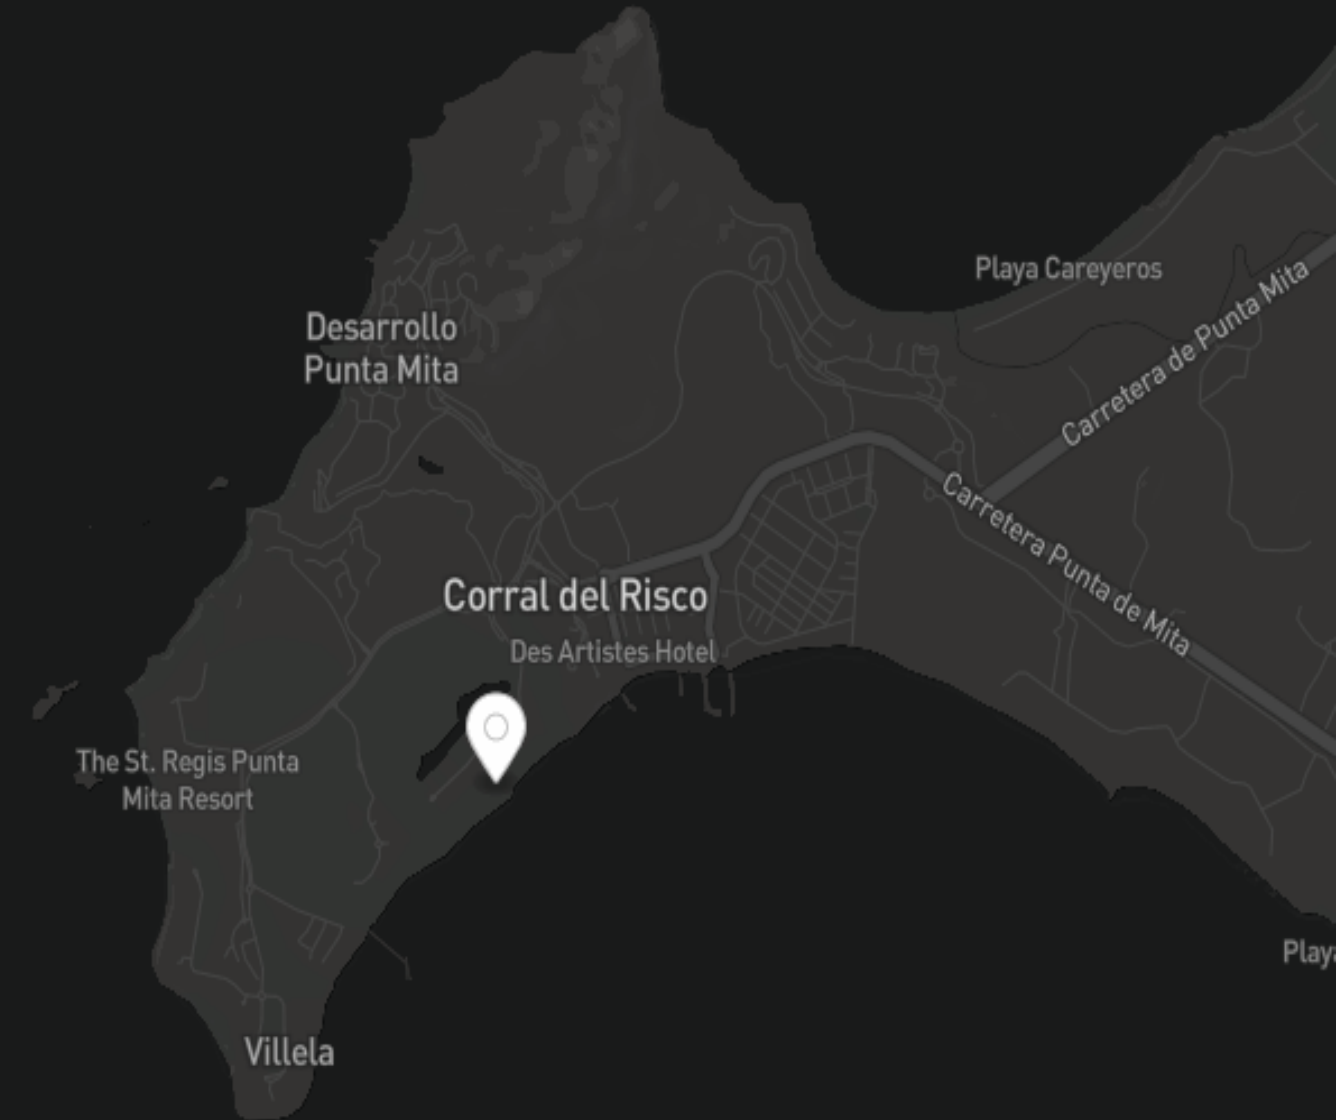 Playa Careyeros
Carretera de Punta Mita
Desarrollo
Punta Mita
Carretera Punta de Mita
Corral del Risco
Des Artistes Hotel
The St. Regis Punta
Mita Resort
Playa
Villela